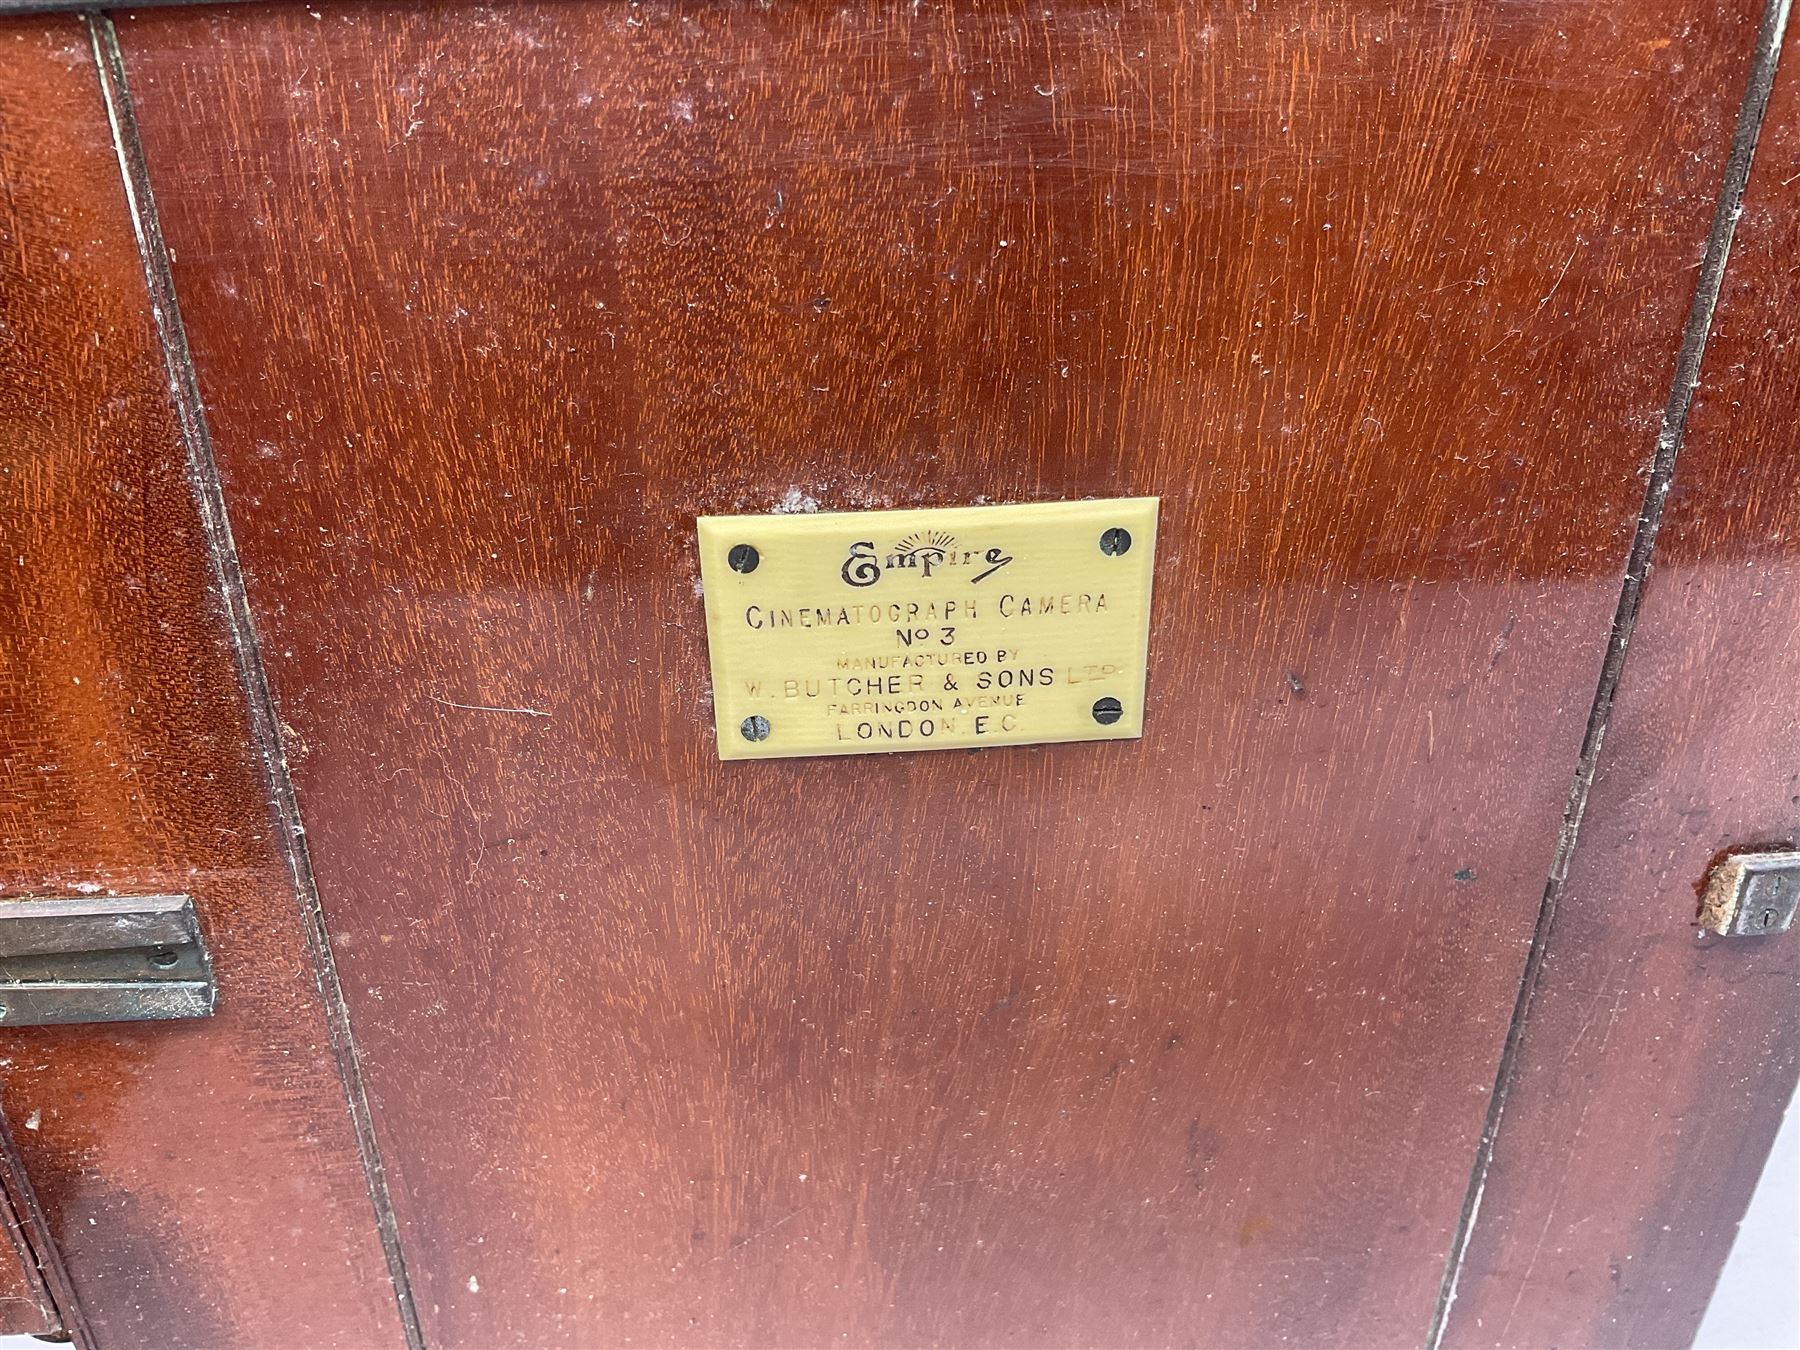 Empire
CINEMATOGRAPH CAMERA
No 3
MANUFACTURED BY
W. BUTCHER & SONS LTD.
FARRINGDON AVENUE
LONDON. E.C.